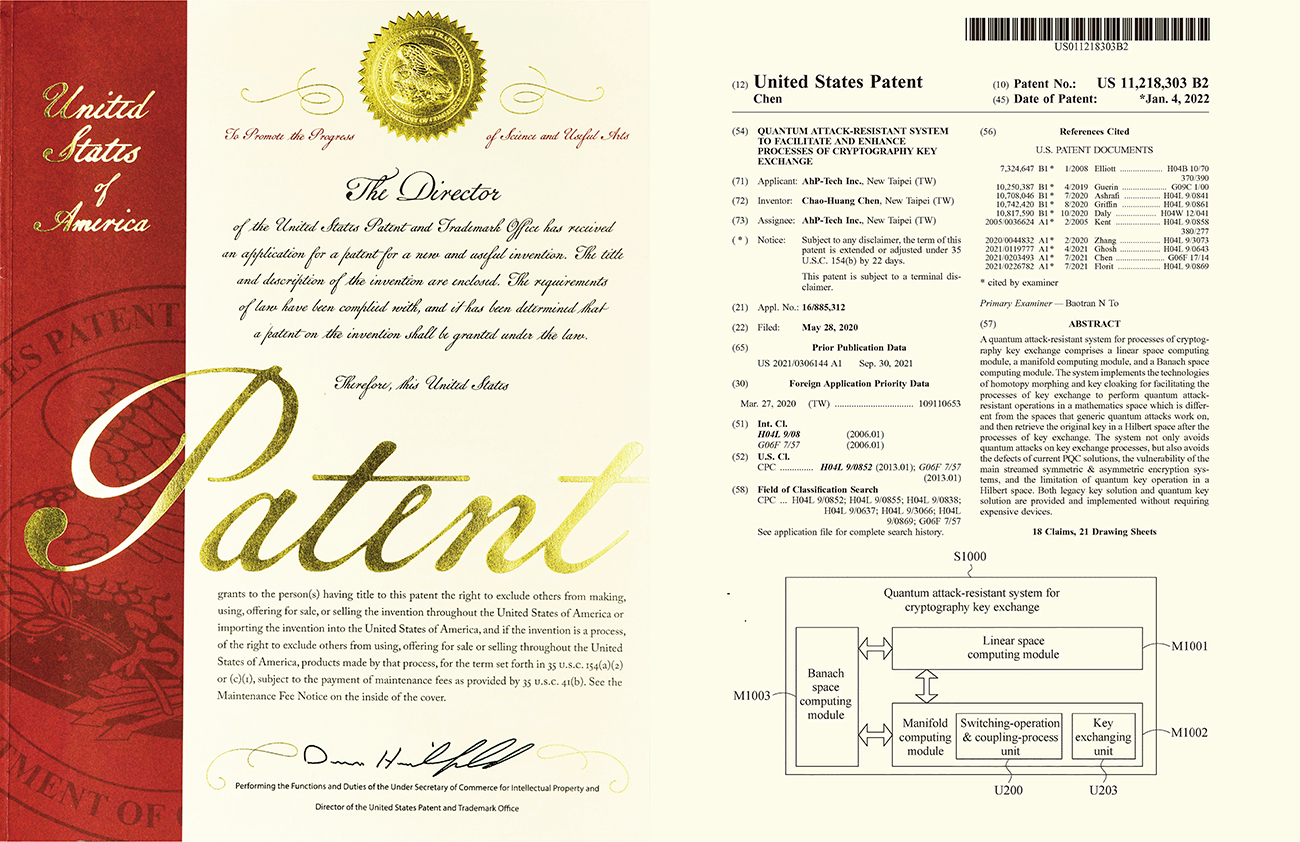 United
States
of
America
To Promote the Progress
of Science and Useful Arts
The Director
of the United States Patent and Trademark Office has received
an application for a patent for a new and useful invention. The title
and description of the invention are enclosed. The requirements
of law have been complied with, and it has been determined that
a patent on the invention shall be granted under the law.
Therefore, this United States
Patent
grants to the person(s) having title to this patent the right to exclude others from making,
using, offering for sale, or selling the invention throughout the United States of America or
importing the invention into the United States of America, and if the invention is a process,
of the right to exclude others from using, offering for sale or selling throughout the United
States of America, products made by that process, for the term set forth in 35 U.S.C. 154(a)(2)
or (c)(1), subject to the payment of maintenance fees as provided by 35 U.S.C. 41(b). See the
Maintenance Fee Notice on the inside of the cover.
Performing the Functions and Duties of the Under Secretary of Commerce for Intellectual Property and
Director of the United States Patent and Trademark Office
US011218303B2
(12) United States Patent
Chen
(10) Patent No.: US 11,218,303 B2
(45) Date of Patent: *Jan. 4, 2022
(54) QUANTUM ATTACK-RESISTANT SYSTEM
TO FACILITATE AND ENHANCE
PROCESSES OF CRYPTOGRAPHY KEY
EXCHANGE
(71) Applicant: AhP-Tech Inc., New Taipei (TW)
(72) Inventor: Chao-Huang Chen, New Taipei (TW)
(73) Assignee: AhP-Tech Inc., New Taipei (TW)
(*) Notice: Subject to any disclaimer, the term of this
patent is extended or adjusted under 35
U.S.C. 154(b) by 22 days.
This patent is subject to a terminal dis-
claimer.
(21) Appl. No.: 16/885,312
(22) Filed: May 28, 2020
(65) Prior Publication Data
US 2021/0306144 A1 Sep. 30, 2021
(30) Foreign Application Priority Data
Mar. 27, 2020 (TW) ................................ 109110653
(51) Int. Cl.
H04L 9/08 (2006.01)
G06F 7/57 (2006.01)
(52) U.S. Cl.
CPC ............. H04L 9/0852 (2013.01); G06F 7/57
(2013.01)
(58) Field of Classification Search
CPC ... H04L 9/0852; H04L 9/0855; H04L 9/0838;
H04L 9/0637; H04L 9/3066; H04L
9/0869; G06F 7/57
See application file for complete search history.
(56) References Cited
U.S. PATENT DOCUMENTS
7,324,647 B1* 1/2008 Elliott .................. H04B 10/70
370/390
10,250,387 B1* 4/2019 Guerin ................. G09C 1/00
10,708,046 B1* 7/2020 Ashrafi ............... H04L 9/0841
10,742,420 B1* 8/2020 Griffin ................ H04L 9/0861
10,817,590 B1* 10/2020 Daly ................. H04W 12/041
2005/0036624 A1* 2/2005 Kent .................. H04L 9/0858
380/277
2020/0044832 A1* 2/2020 Zhang ................ H04L 9/3073
2021/0119777 A1* 4/2021 Ghosh ................ H04L 9/0643
2021/0203493 A1* 7/2021 Chen .................. G06F 17/14
2021/0226782 A1* 7/2021 Florit ................. H04L 9/0869
* cited by examiner
Primary Examiner — Baotran N To
(57) ABSTRACT
A quantum attack-resistant system for processes of cryptog-
raphy key exchange comprises a linear space computing
module, a manifold computing module, and a Banach space
computing module. The system implements the technologies
of homotopy morphing and key cloaking for facilitating the
processes of key exchange to perform quantum attack-
resistant operations in a mathematics space which is differ-
ent from the spaces that generic quantum attacks work on,
and then retrieve the original key in a Hilbert space after the
processes of key exchange. The system not only avoids
quantum attacks on key exchange processes, but also avoids
the defects of current PQC solutions, the vulnerability of the
main streamed symmetric & asymmetric encryption sys-
tems, and the limitation of quantum key operation in a
Hilbert space. Both legacy key solution and quantum key
solution are provided and implemented without requiring
expensive devices.
18 Claims, 21 Drawing Sheets
S1000
Quantum attack-resistant system for
cryptography key exchange
Linear space
computing module
M1001
M1003
Banach
space
computing
module
Manifold
computing
module
Switching-operation
& coupling-process
unit
Key
exchanging
unit
M1002
U200
U203